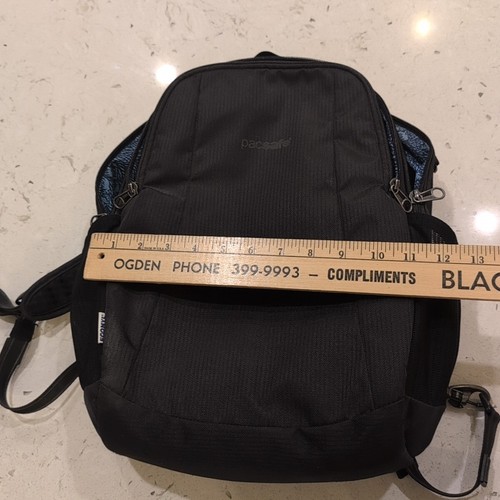 pacsafe
1 2 3 4 5 6 7 8 9 10 11 12 13
OGDEN PHONE 399-9993 — COMPLIMENTS BLAC